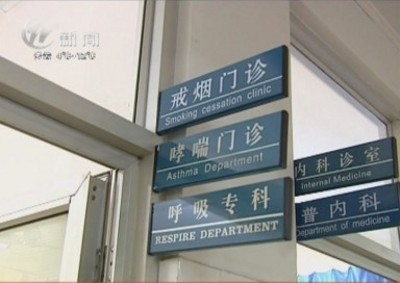 新闻
戒烟门诊
Smoking cessation clinic
哮喘门诊
Asthma Department
呼吸专科
RESPIRE DEPARTMENT
内科诊室
Internal Medicine
普内科
Department of medicine